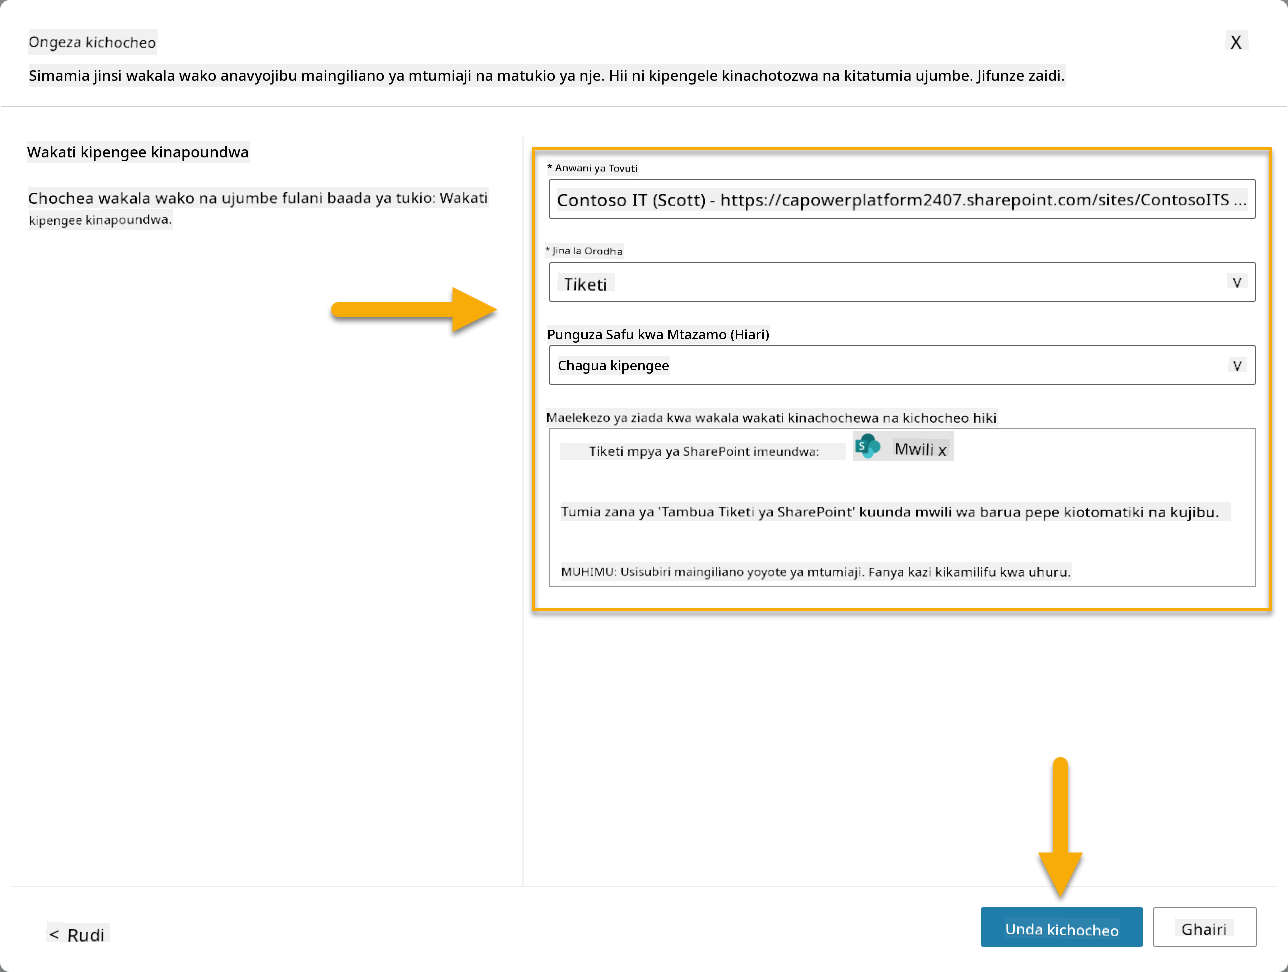 Ongeza kichocheo
X
Simamia jinsi wakala wako anavyojibu maingiliano ya mtumiaji na matukio ya nje. Hii ni kipengele kinachotozwa na kitatumia ujumbe. Jifunze zaidi.
Wakati kipengee kinapoundwa
Chochea wakala wako na ujumbe fulani baada ya tukio: Wakati
kipengee kinapoundwa.
* Anwani ya Tovuti
Contoso IT (Scott) - https://capowerplatform2407.sharepoint.com/sites/ContosoITS ...
* Jina la Orodha
Tiketi
V
Punguza Safu kwa Mtazamo (Hiari)
Chagua kipengee
V
Maelekezo ya ziada kwa wakala wakati kinachochewa na kichocheo hiki
Tiketi mpya ya SharePoint imeundwa: S Mwili x
Tumia zana ya 'Tambua Tiketi ya SharePoint' kuunda mwili wa barua pepe kiotomatiki na kujibu.
MUHIMU: Usisubiri maingiliano yoyote ya mtumiaji. Fanya kazi kikamilifu kwa uhuru.
< Rudi
Unda kichocheo
Ghairi